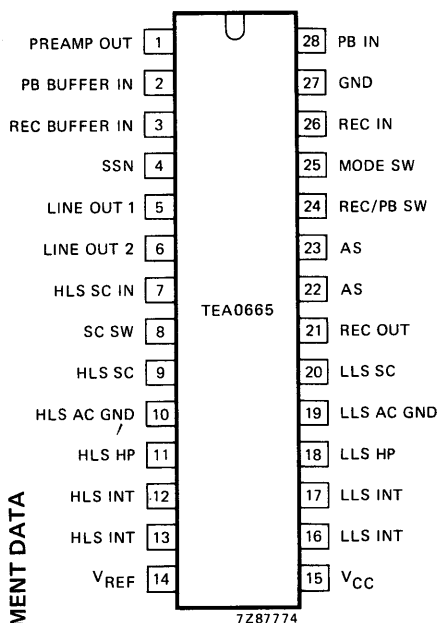 PREAMP OUT 1 28 PB IN
PB BUFFER IN 2 27 GND
REC BUFFER IN 3 26 REC IN
SSN 4 25 MODE SW
LINE OUT 1 5 24 REC/PB SW
LINE OUT 2 6 23 AS
HLS SC IN 7 22 AS
TEA0665
SC SW 8 21 REC OUT
HLS SC 9 20 LLS SC
HLS AC GND 10 19 LLS AC GND
HLS HP 11 18 LLS HP
HLS INT 12 17 LLS INT
HLS INT 13 16 LLS INT
VREF 14 15 VCC
7Z87774
MENT DATA